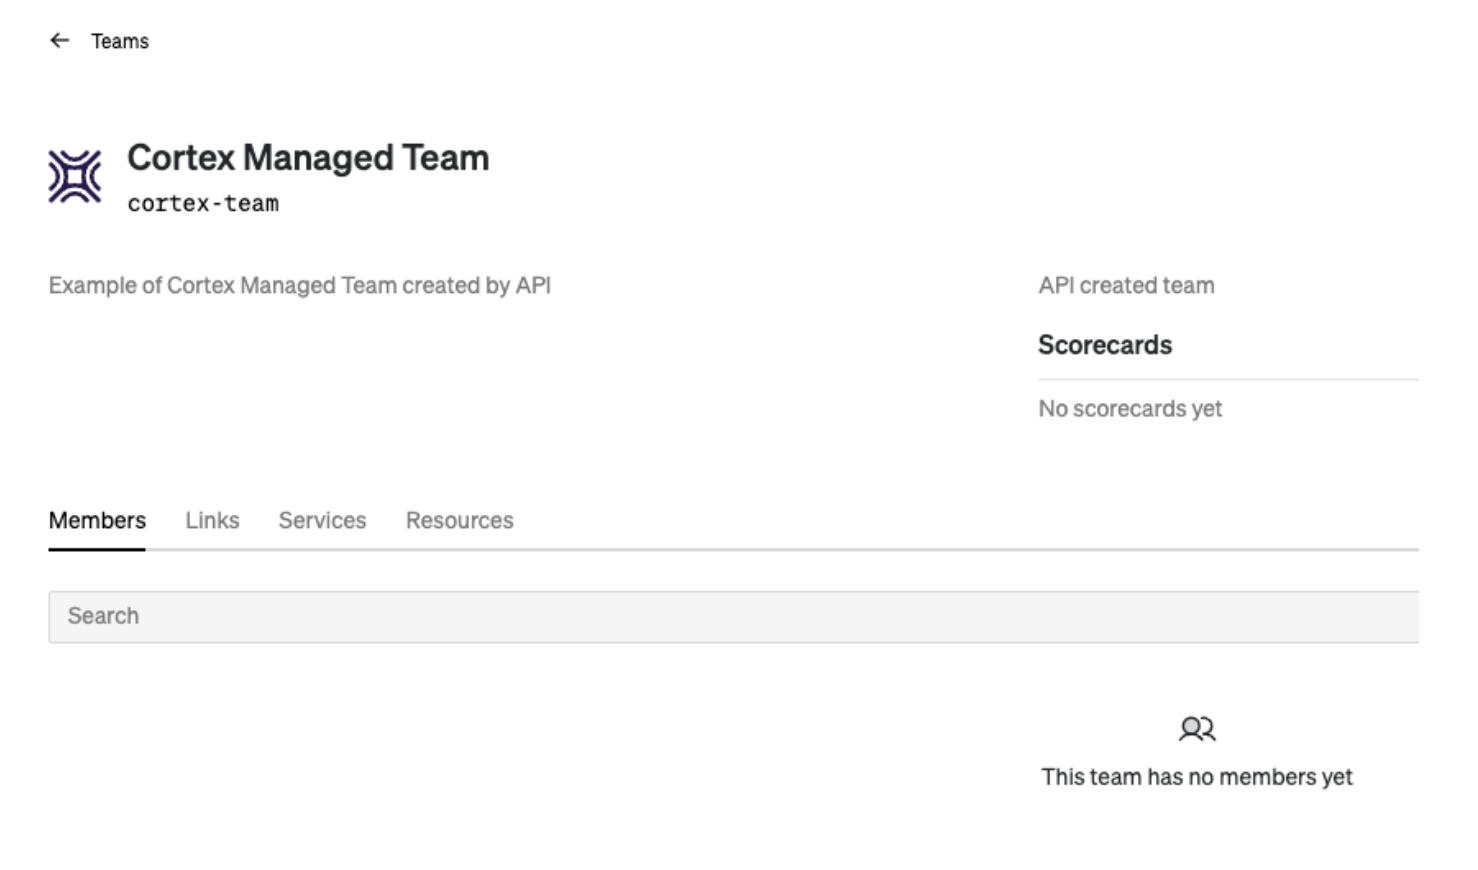 Teams
Cortex Managed Team
cortex-team
Example of Cortex Managed Team created by API
API created team
Scorecards
No scorecards yet
Members Links Services Resources
Search
This team has no members yet